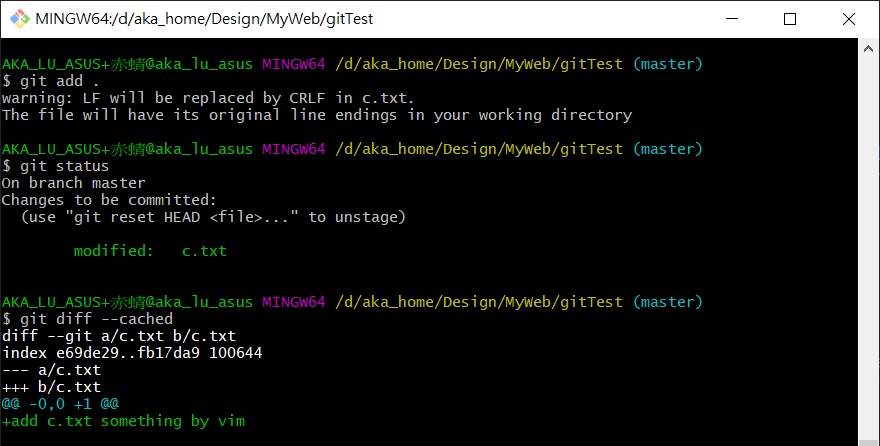 MINGW64:/d/aka_home/Design/MyWeb/gitTest
AKA_LU_ASUS+赤蜻@aka_lu_asus MINGW64 /d/aka_home/Design/MyWeb/gitTest (master)
$ git add .
warning: LF will be replaced by CRLF in c.txt.
The file will have its original line endings in your working directory
AKA_LU_ASUS+赤蜻@aka_lu_asus MINGW64 /d/aka_home/Design/MyWeb/gitTest (master)
$ git status
On branch master
Changes to be committed:
  (use "git reset HEAD <file>..." to unstage)
        modified:   c.txt
AKA_LU_ASUS+赤蜻@aka_lu_asus MINGW64 /d/aka_home/Design/MyWeb/gitTest (master)
$ git diff --cached
diff --git a/c.txt b/c.txt
index e69de29..fb17da9 100644
--- a/c.txt
+++ b/c.txt
@@ -0,0 +1 @@
+add c.txt something by vim